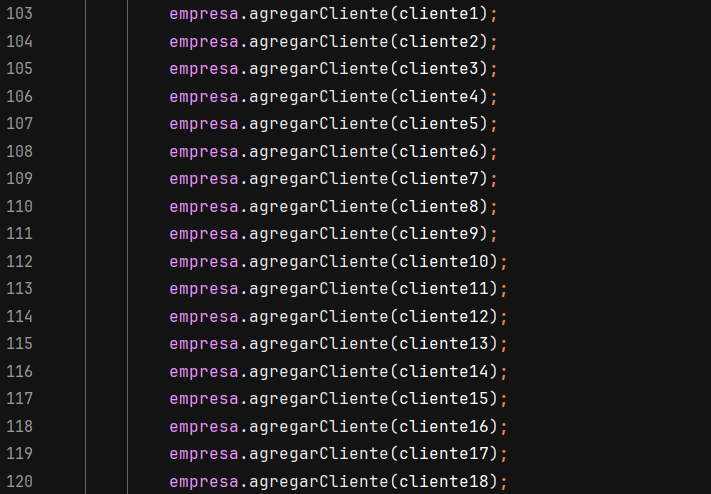 103 empresa.agregarCliente(cliente1);
104 empresa.agregarCliente(cliente2);
105 empresa.agregarCliente(cliente3);
106 empresa.agregarCliente(cliente4);
107 empresa.agregarCliente(cliente5);
108 empresa.agregarCliente(cliente6);
109 empresa.agregarCliente(cliente7);
110 empresa.agregarCliente(cliente8);
111 empresa.agregarCliente(cliente9);
112 empresa.agregarCliente(cliente10);
113 empresa.agregarCliente(cliente11);
114 empresa.agregarCliente(cliente12);
115 empresa.agregarCliente(cliente13);
116 empresa.agregarCliente(cliente14);
117 empresa.agregarCliente(cliente15);
118 empresa.agregarCliente(cliente16);
119 empresa.agregarCliente(cliente17);
120 empresa.agregarCliente(cliente18);